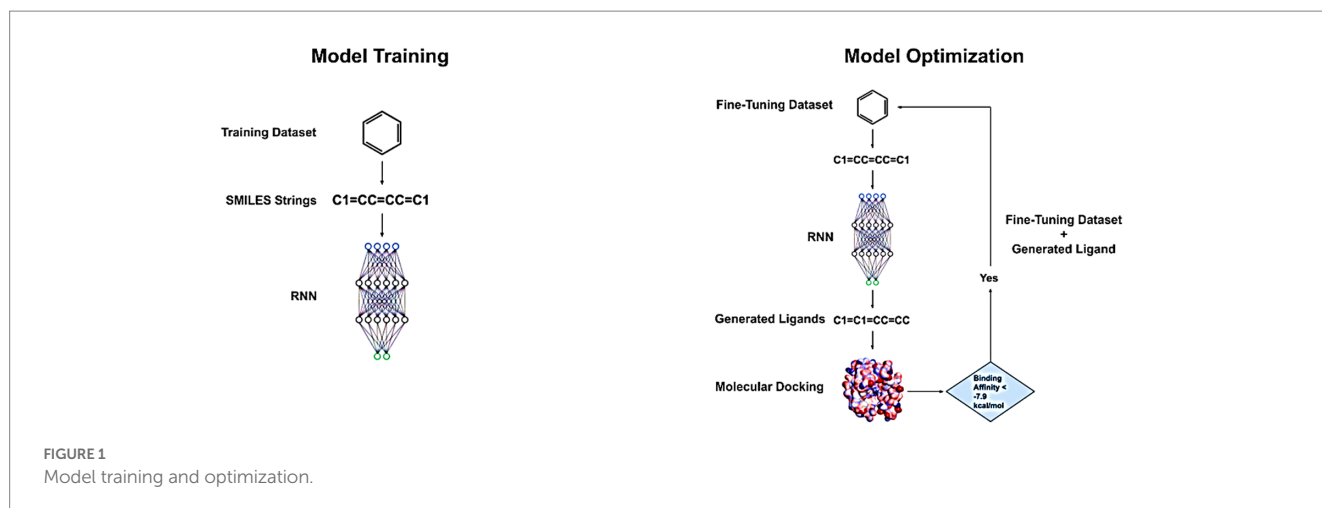 Model Training
Training Dataset
SMILES Strings
C1=CC=CC=C1
RNN
Model Optimization
Fine-Tuning Dataset
C1=CC=CC=C1
RNN
Generated Ligands
C1=C1=CC=CC
Molecular Docking
Binding
Affinity <
-7.9
kcal/mol
Yes
Fine-Tuning Dataset
+
Generated Ligand
FIGURE 1
Model training and optimization.